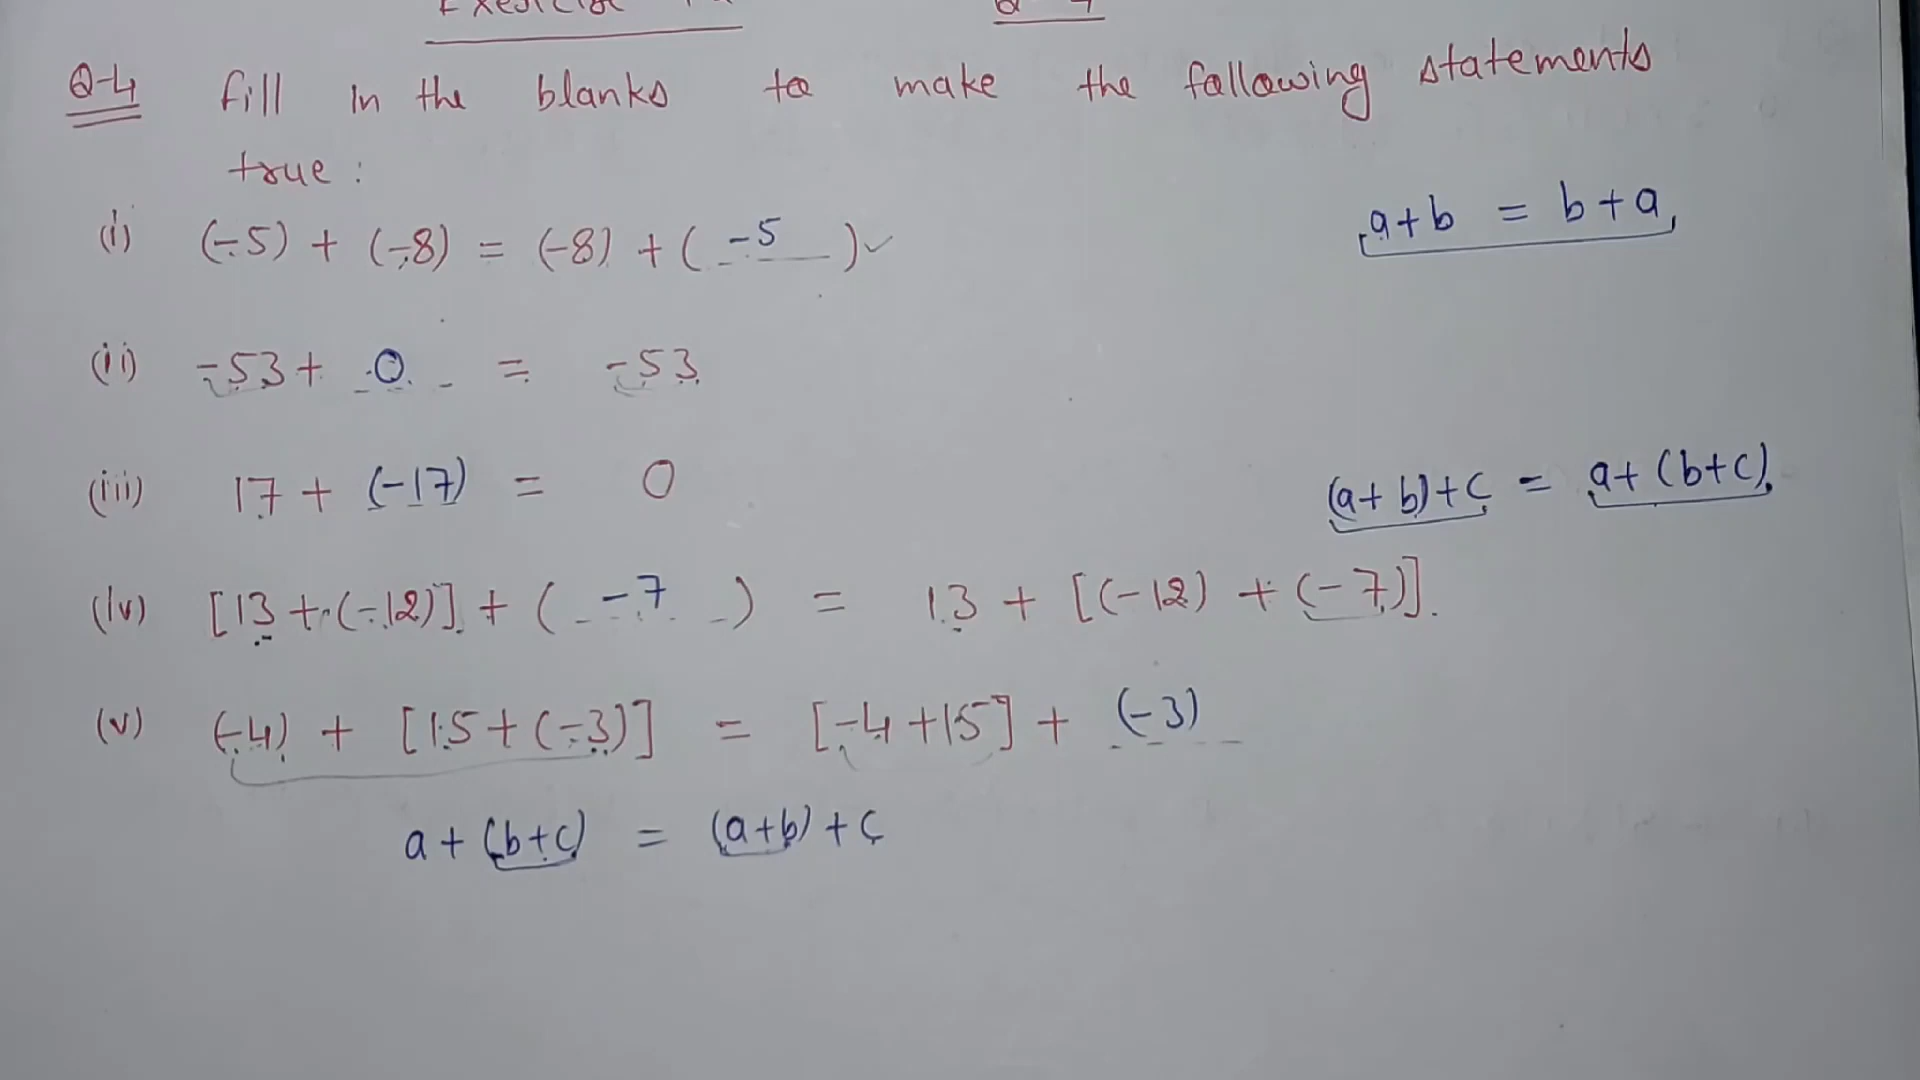 Exercise
Q-4 fill in the blanks to make the following statements
true :
(i) (-5) + (-8) = (-8) + ( -5 ) ✓
a+b = b+a
(ii) -53 + 0 = -53
(iii) 17 + (-17) = 0
(a+b)+c = a+(b+c)
(iv) [13 + (-12)] + ( -7 ) = 13 + [(-12) + (-7)].
(v) (-4) + [15 + (-3)] = [-4 +15] + (-3)
a + (b+c) = (a+b) + c